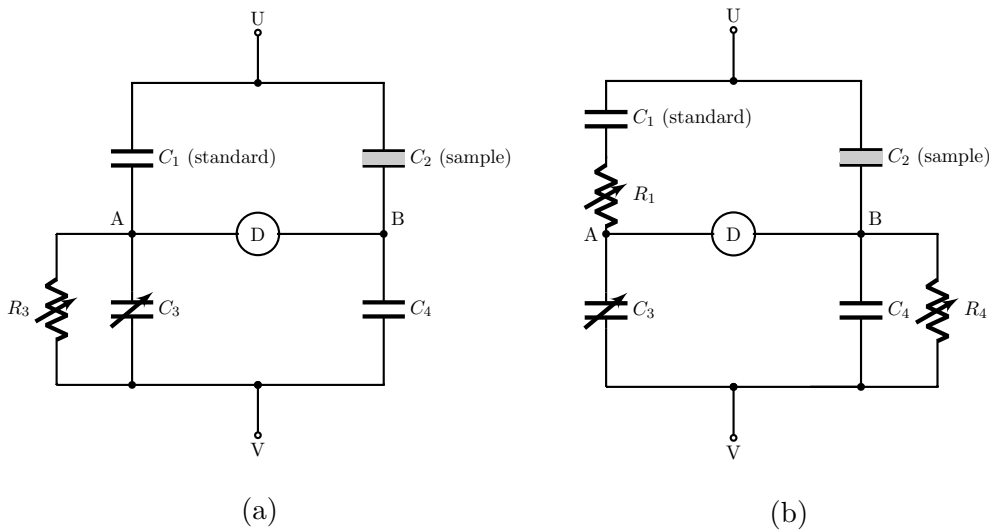 U
C₁ (standard)
C₂ (sample)
A
D
B
R₃
C₃
C₄
V
(a)
U
C₁ (standard)
C₂ (sample)
R₁
A
D
B
C₃
C₄
R₄
V
(b)